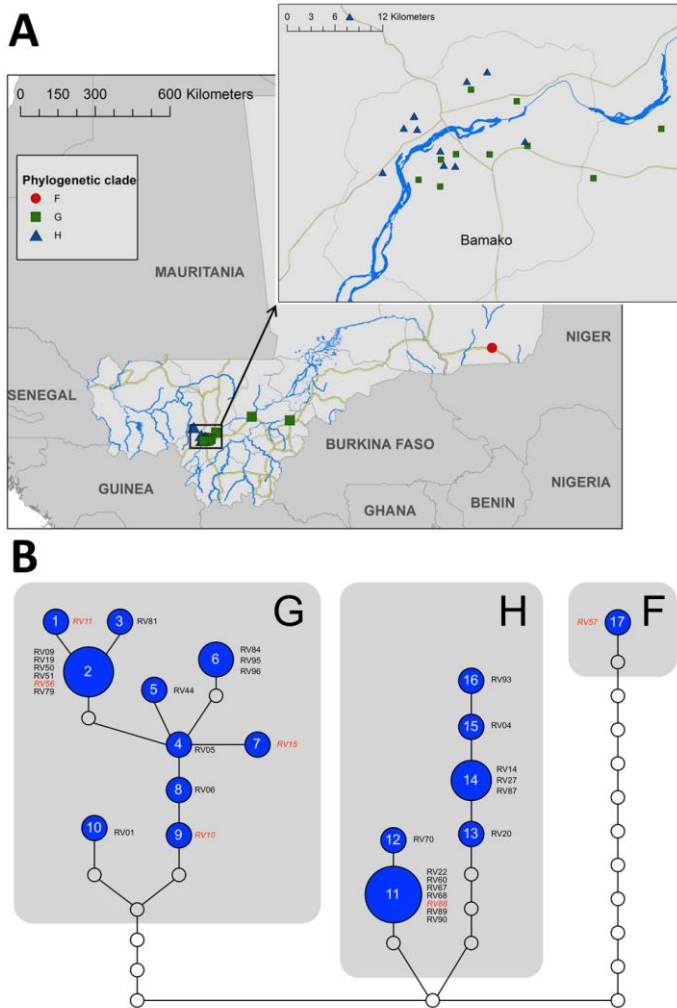 A
0 3 6 12 Kilometers
0 150 300 600 Kilometers
Phylogenetic clade
F
G
H
Bamako
MAURITANIA
NIGER
SENEGAL
BURKINA FASO
GUINEA
NIGERIA
BENIN
GHANA
B
G
H
F
1 RV11
3 RV81
17 RV57
2
RV09
RV19
RV50
RV51
RV56
RV79
6
RV84
RV95
RV96
5 RV44
16 RV93
4 RV05
7 RV15
15 RV04
8 RV06
14
RV14
RV27
RV87
10 RV01
9 RV10
12 RV70
13 RV20
11
RV22
RV60
RV67
RV68
RV88
RV89
RV90